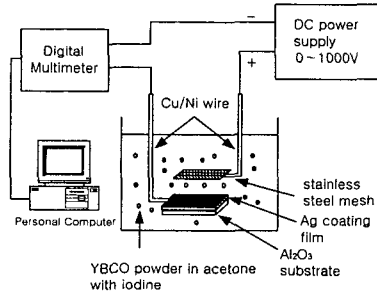 Digital
Multimeter
−
DC power
supply
0 ~ 1000V
+
Cu/Ni wire
Personal Computer
stainless
steel mesh
Ag coating
film
Al₂O₃
substrate
YBCO powder in acetone
with iodine